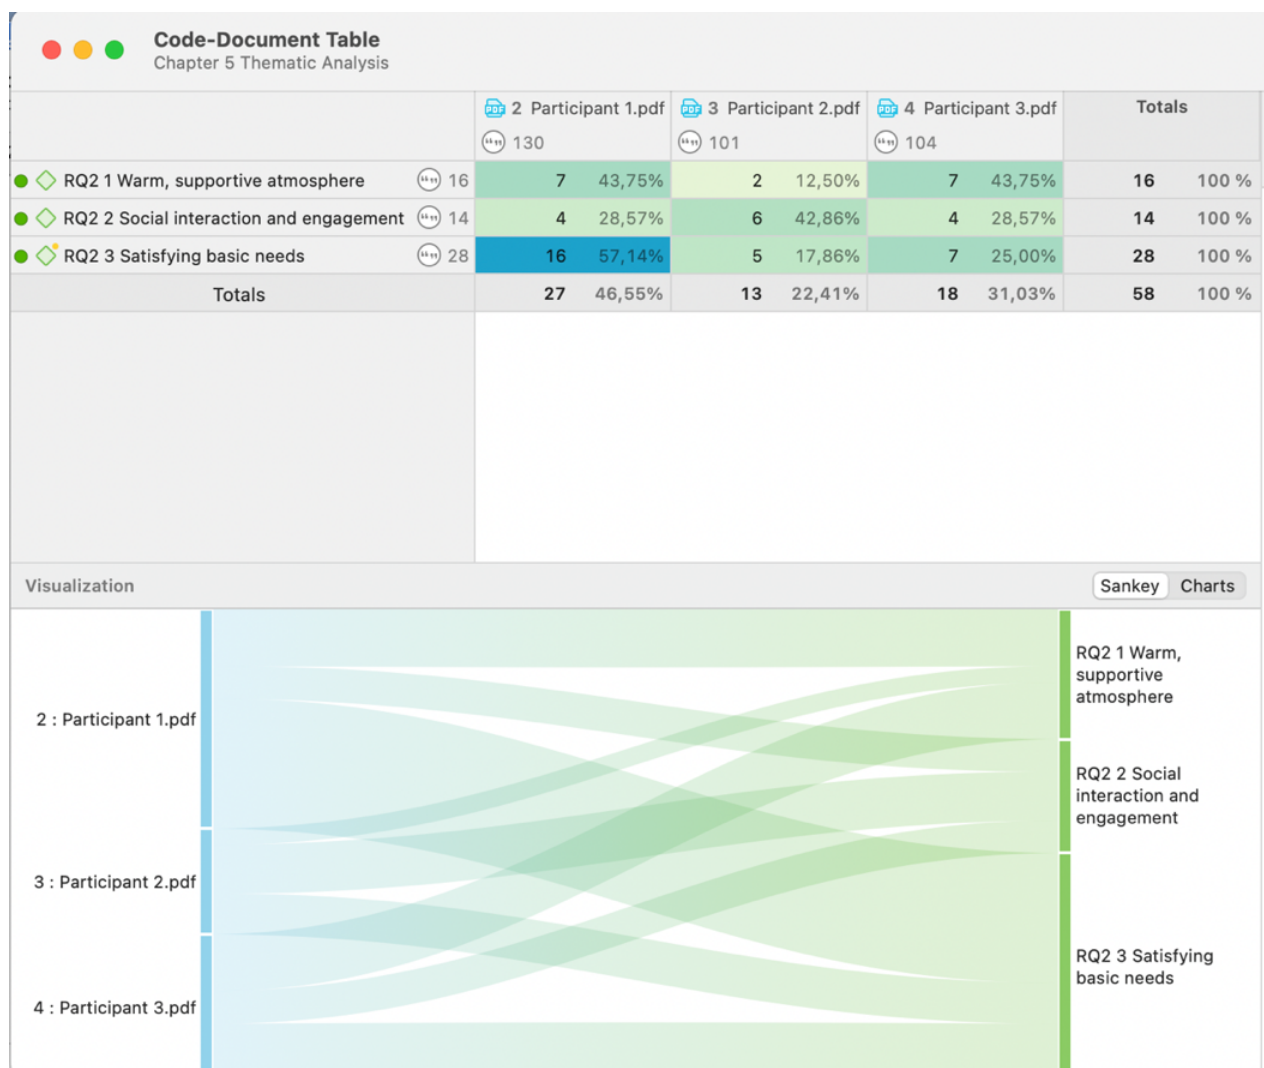 Code-Document Table
Chapter 5 Thematic Analysis
2 Participant 1.pdf 3 Participant 2.pdf 4 Participant 3.pdf Totals
130 101 104
RQ2 1 Warm, supportive atmosphere 16 7 43,75% 2 12,50% 7 43,75% 16 100 %
RQ2 2 Social interaction and engagement 14 4 28,57% 6 42,86% 4 28,57% 14 100 %
RQ2 3 Satisfying basic needs 28 16 57,14% 5 17,86% 7 25,00% 28 100 %
Totals 27 46,55% 13 22,41% 18 31,03% 58 100 %
Visualization Sankey Charts
2 : Participant 1.pdf
3 : Participant 2.pdf
4 : Participant 3.pdf
RQ2 1 Warm,
supportive
atmosphere
RQ2 2 Social
interaction and
engagement
RQ2 3 Satisfying
basic needs